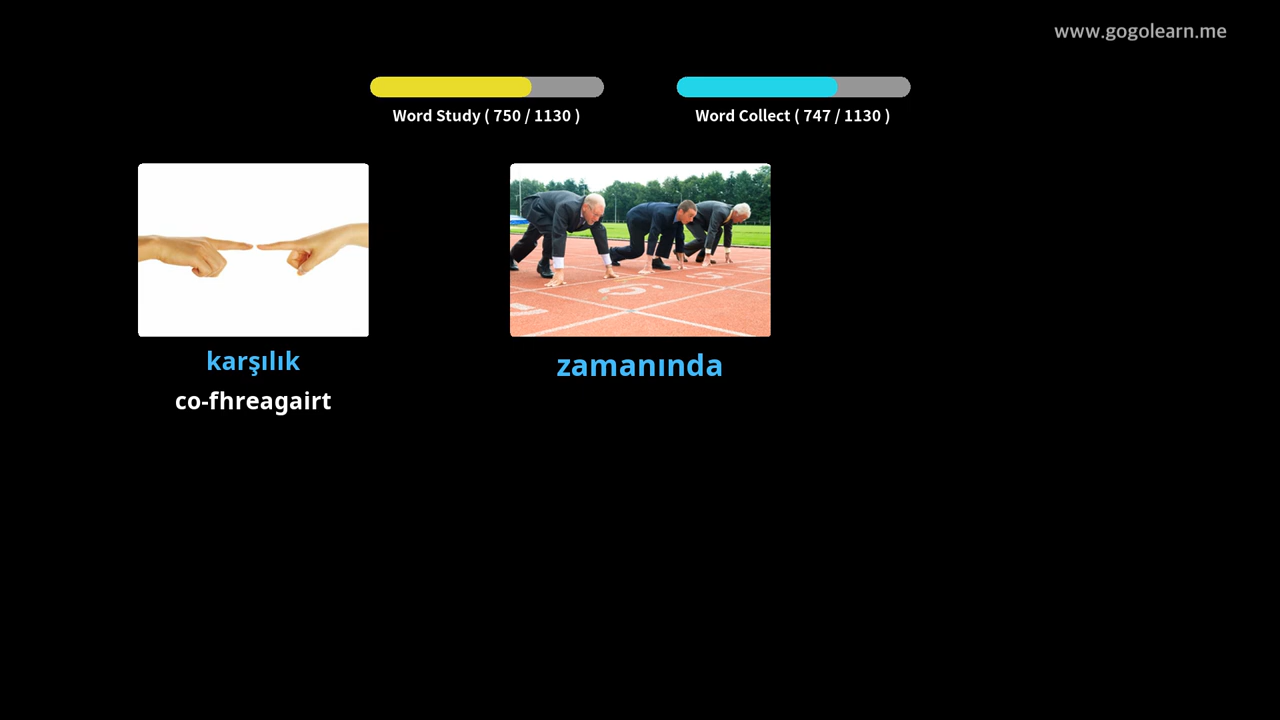 www.gogolearn.me
Word Study ( 750 / 1130 )
Word Collect ( 747 / 1130 )
karşılık
co-fhreagairt
zamanında